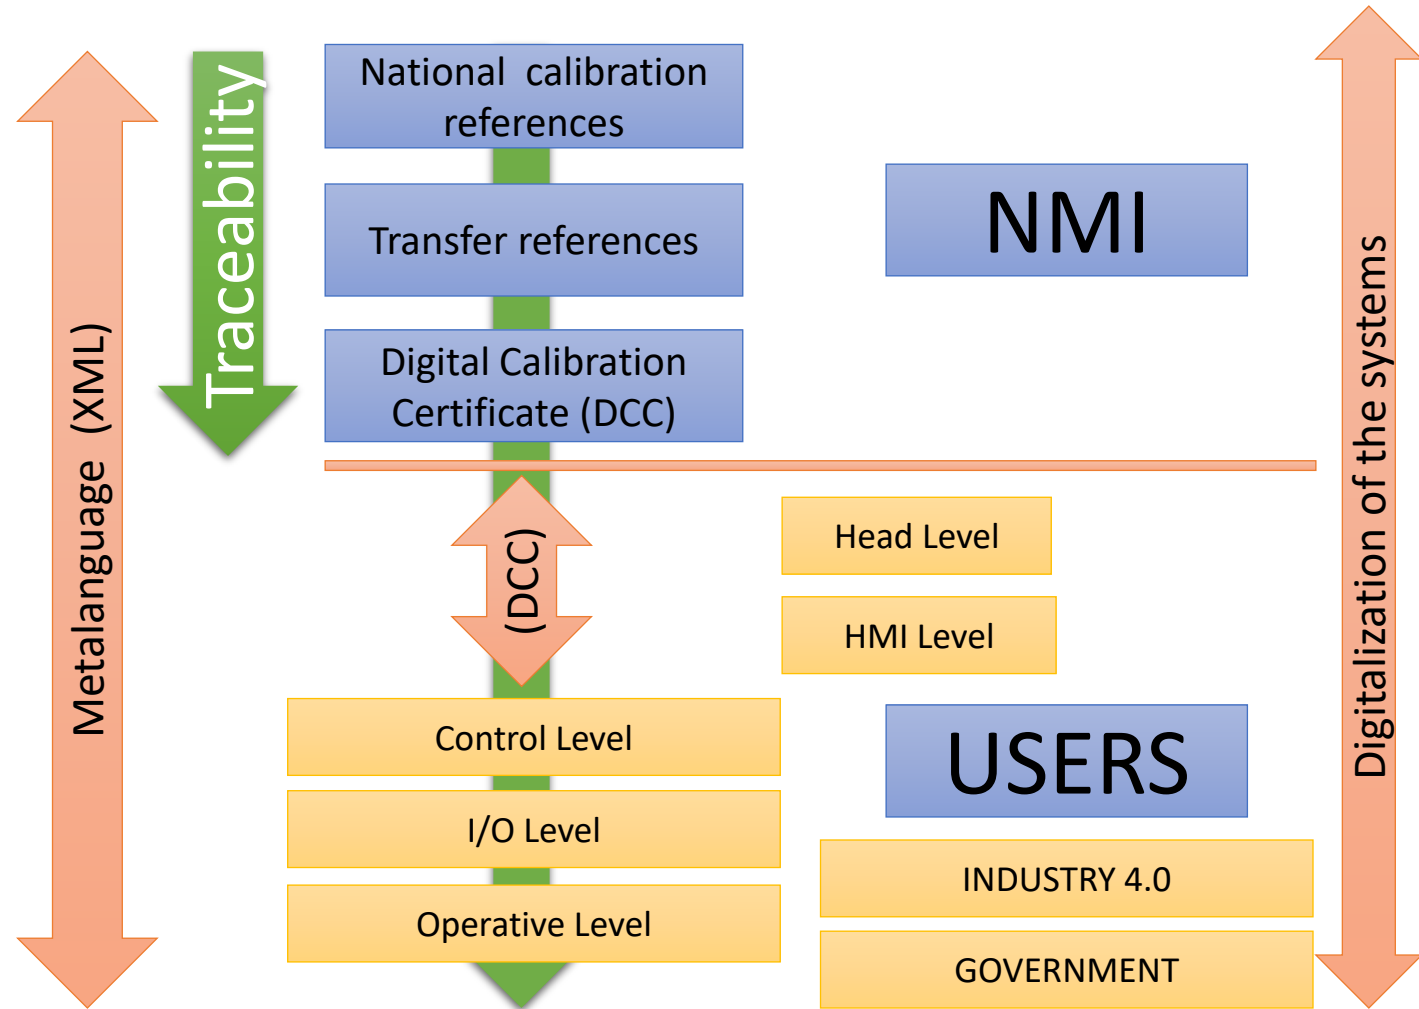 Metalanguage (XML)
Traceability
National calibration
references
Transfer references
Digital Calibration
Certificate (DCC)
NMI
Digitalization of the systems
(DCC)
Head Level
HMI Level
Control Level
I/O Level
Operative Level
USERS
INDUSTRY 4.0
GOVERNMENT